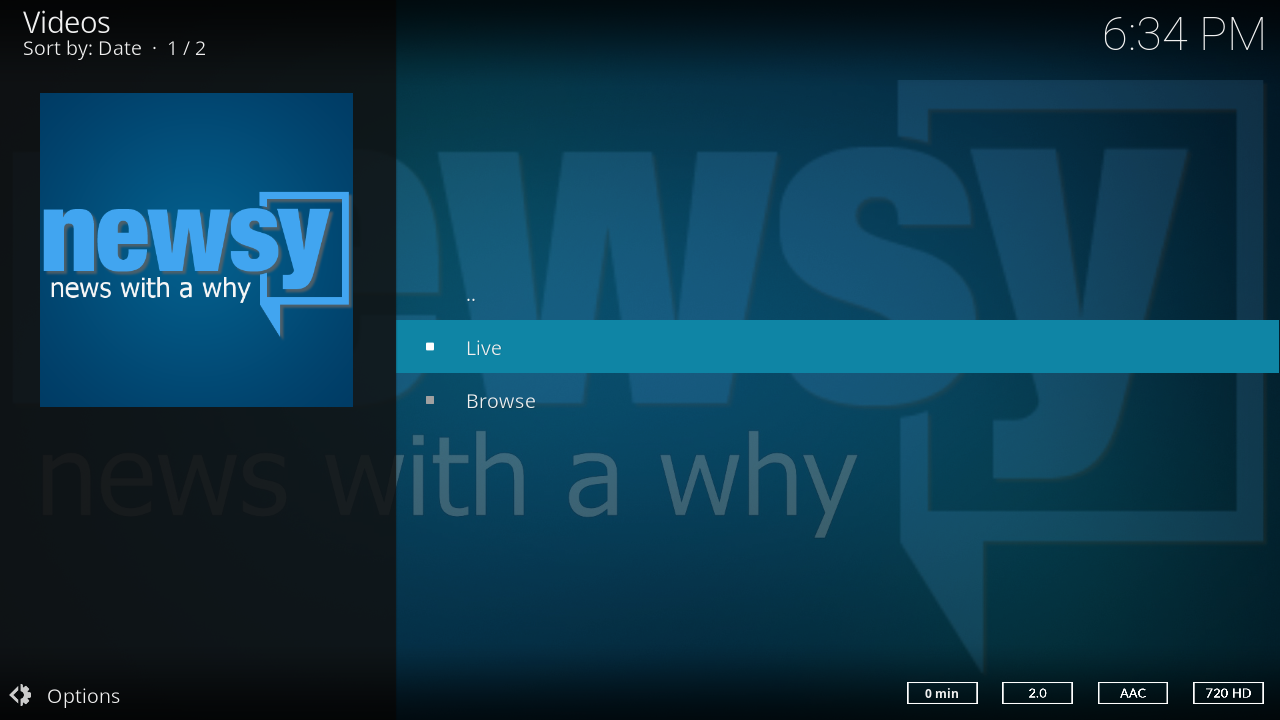 Videos
Sort by: Date · 1 / 2
6:34 PM
newsy
news with a why
..
Live
Browse
newsy
news with a why
Options
0 min
2.0
AAC
720 HD